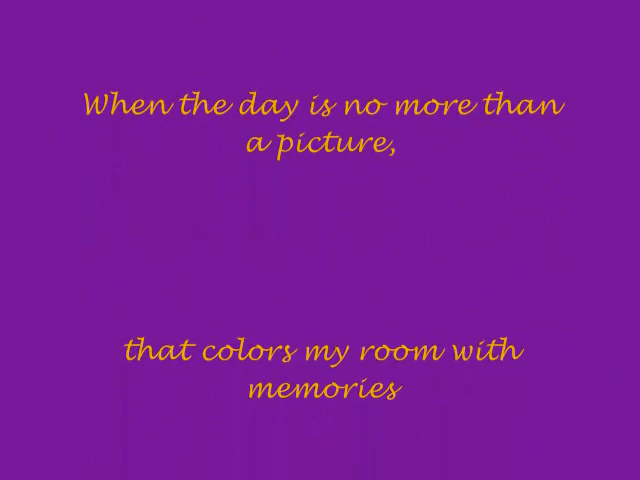 When the day is no more than
a picture,
that colors my room with
memories